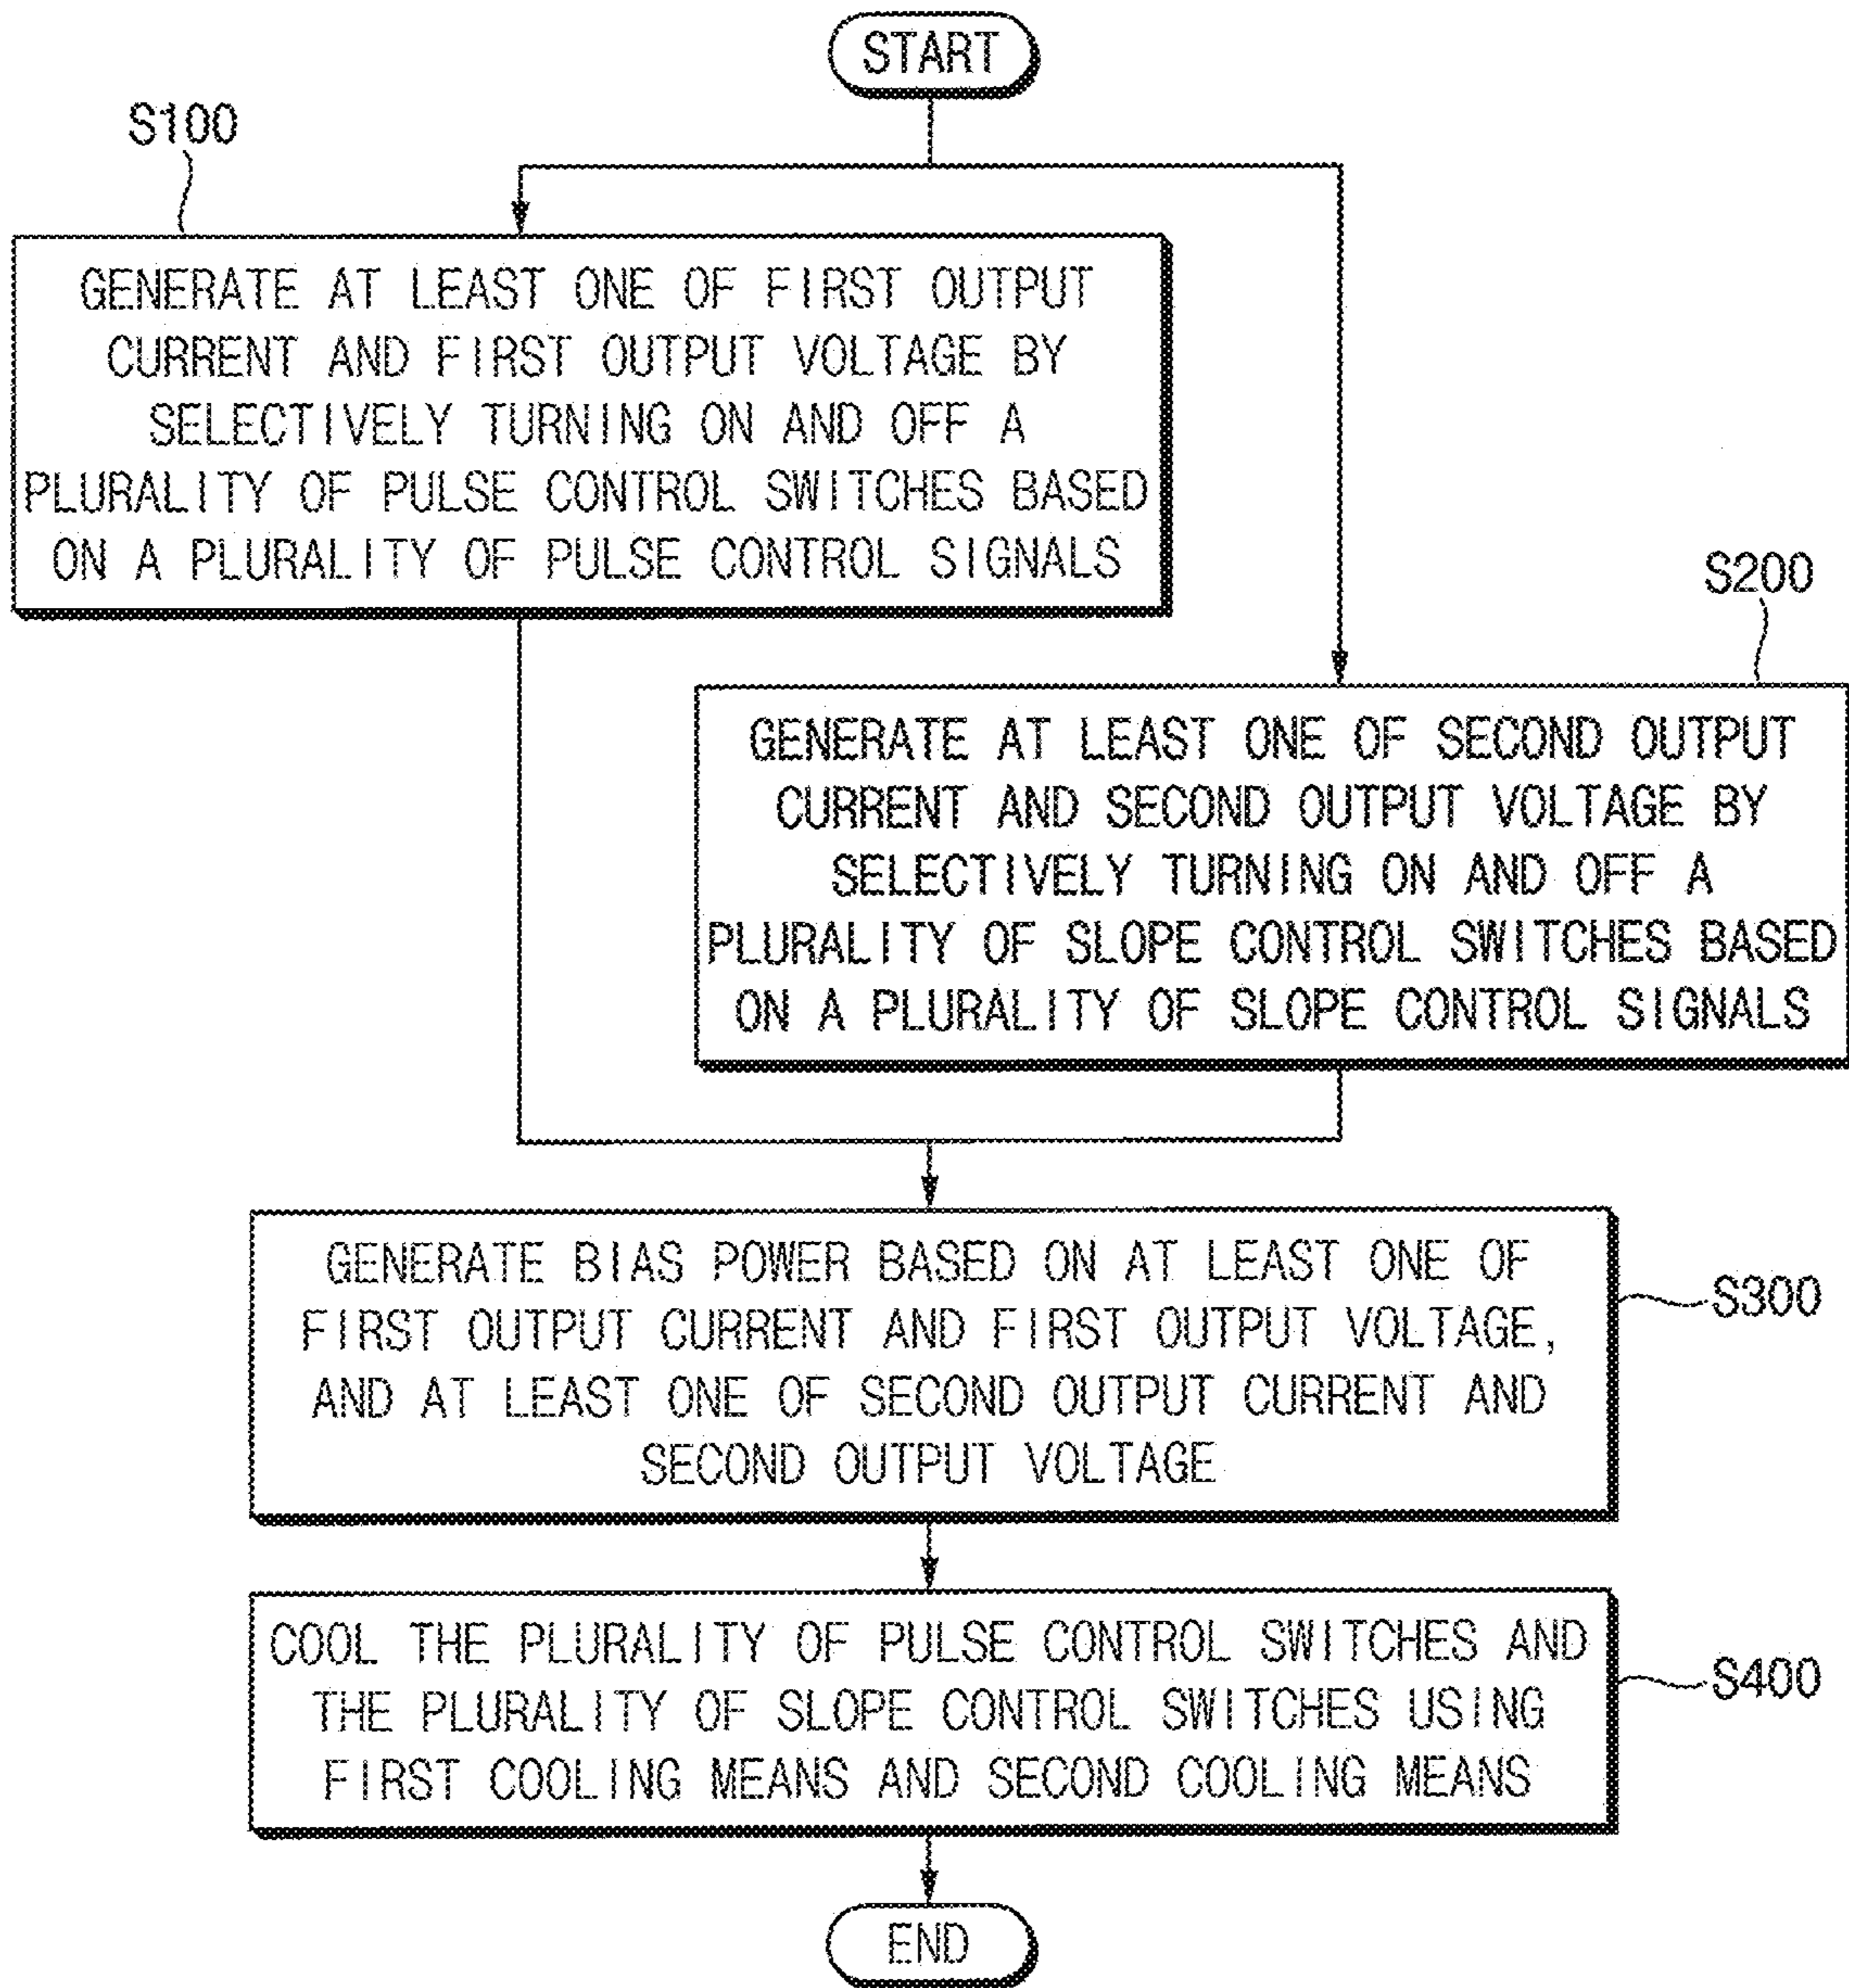 START
S100
GENERATE AT LEAST ONE OF FIRST OUTPUT
CURRENT AND FIRST OUTPUT VOLTAGE BY
SELECTIVELY TURNING ON AND OFF A
PLURALITY OF PULSE CONTROL SWITCHES BASED
ON A PLURALITY OF PULSE CONTROL SIGNALS
S200
GENERATE AT LEAST ONE OF SECOND OUTPUT
CURRENT AND SECOND OUTPUT VOLTAGE BY
SELECTIVELY TURNING ON AND OFF A
PLURALITY OF SLOPE CONTROL SWITCHES BASED
ON A PLURALITY OF SLOPE CONTROL SIGNALS
GENERATE BIAS POWER BASED ON AT LEAST ONE OF
FIRST OUTPUT CURRENT AND FIRST OUTPUT VOLTAGE,
AND AT LEAST ONE OF SECOND OUTPUT CURRENT AND
SECOND OUTPUT VOLTAGE
S300
COOL THE PLURALITY OF PULSE CONTROL SWITCHES AND
THE PLURALITY OF SLOPE CONTROL SWITCHES USING
FIRST COOLING MEANS AND SECOND COOLING MEANS
S400
END